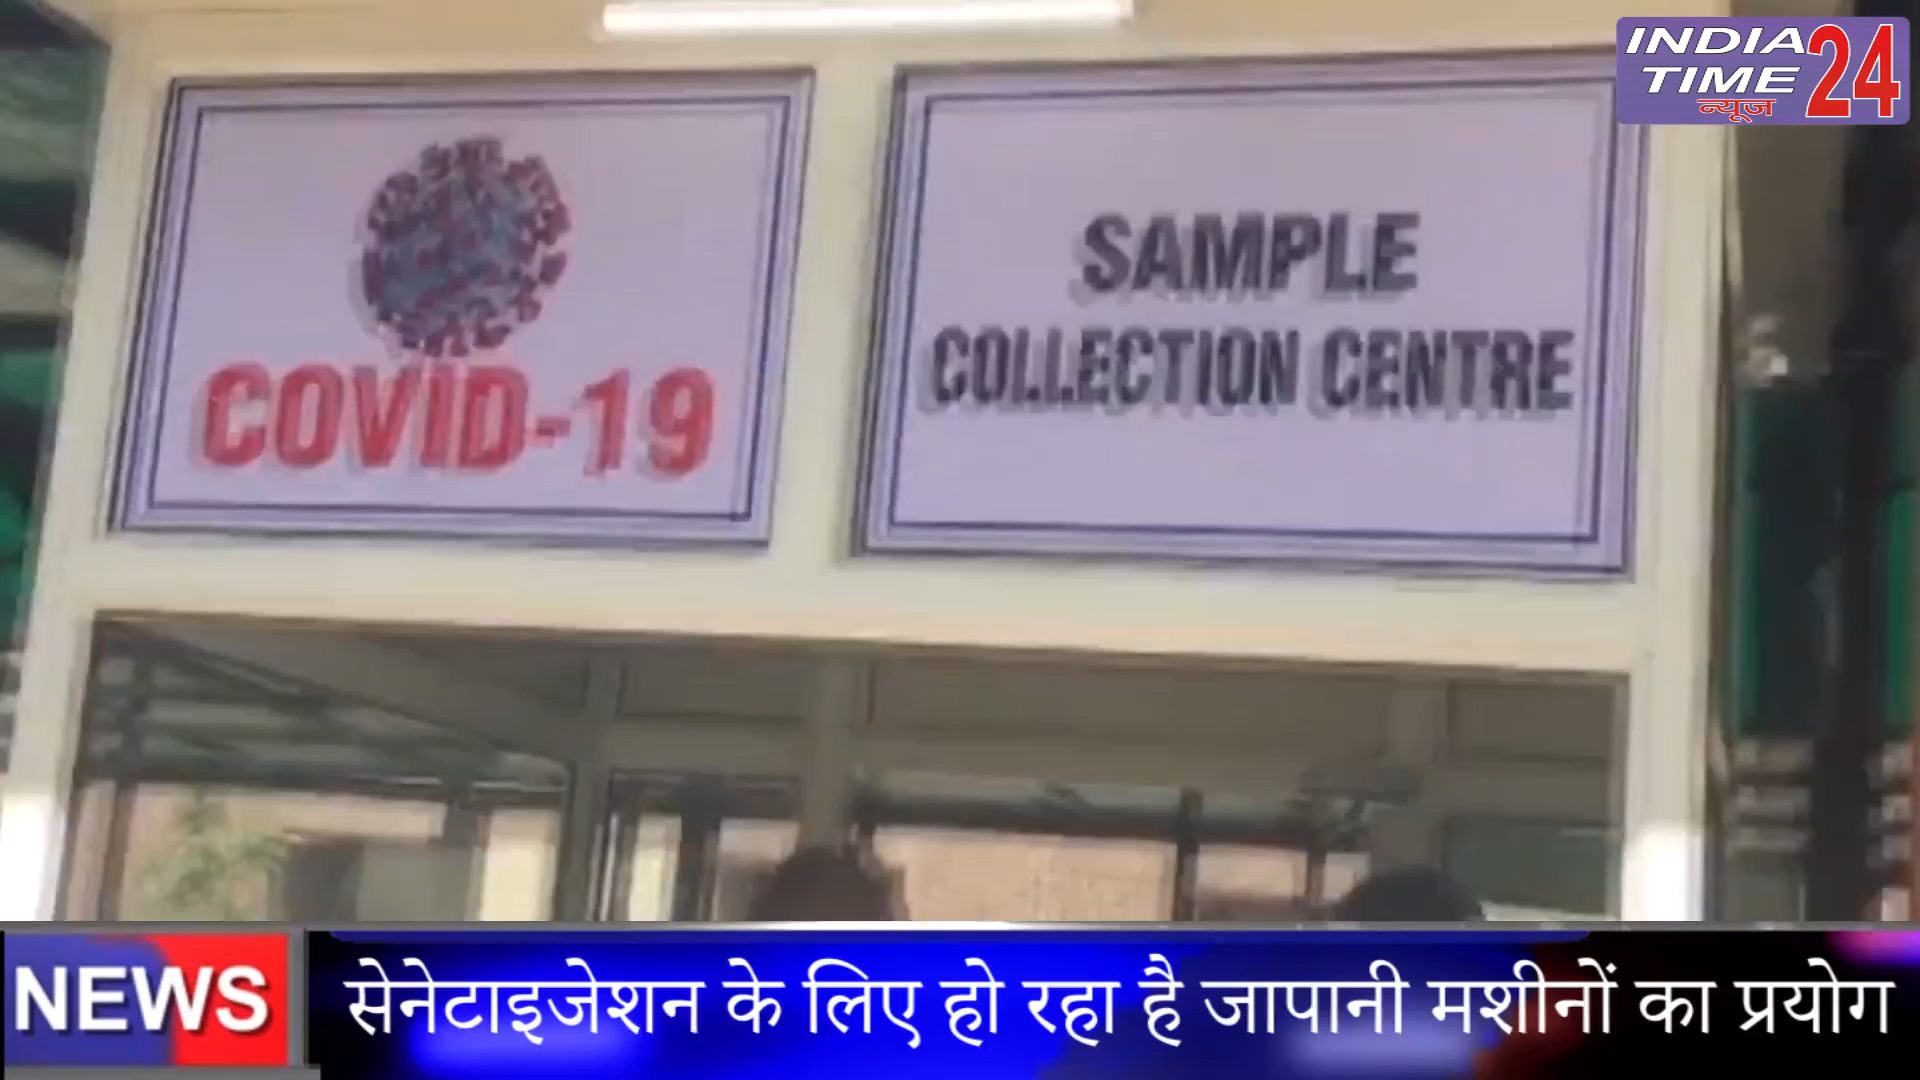 INDIA
TIME 24
न्यूज
COVID-19
SAMPLE
COLLECTION CENTRE
NEWS
सेनेटाइजेशन के लिए हो रहा है जापानी मशीनों का प्रयोग